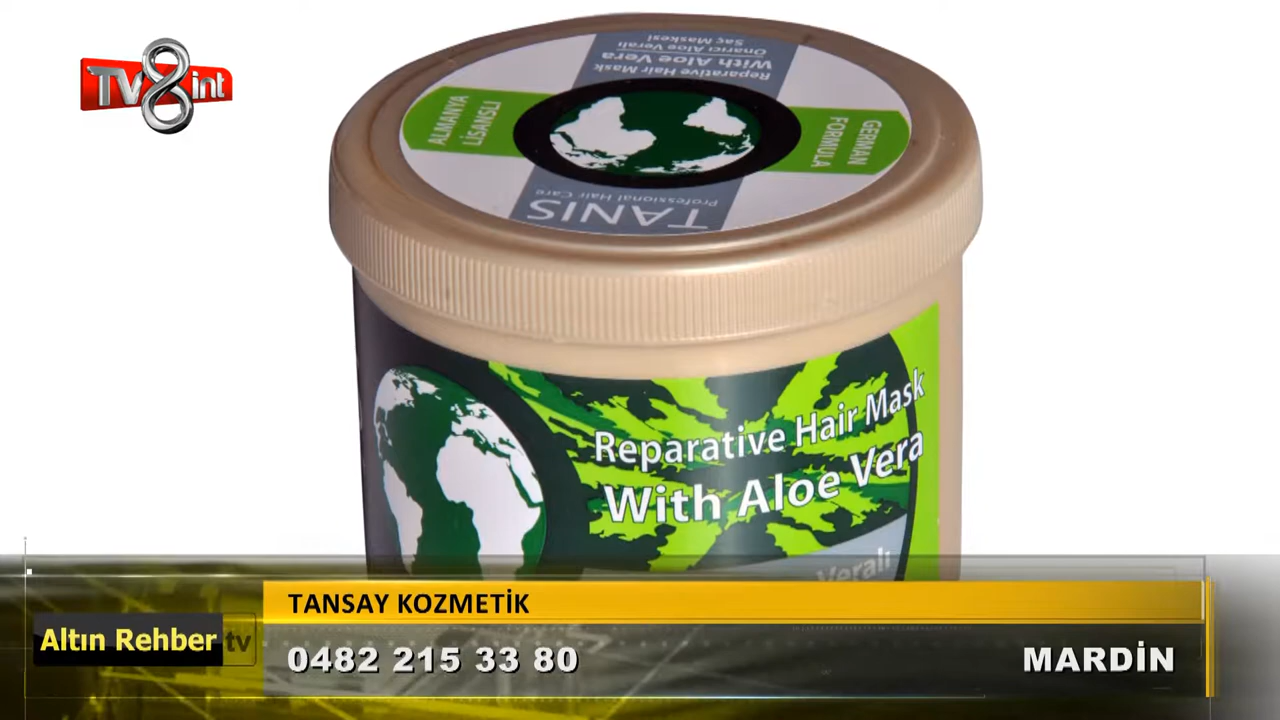 TV8int
Reparative Hair Mask
With Aloe Vera
Onarıcı Aloe Veralı
Saç Maskesi
ALMANYA
LİSANSLI
GERMAN
FORMULA
TANIS
Professional Hair Care
Reparative Hair Mask
With Aloe Vera
Veralı
TANSAY KOZMETİK
Altın Rehber tv
0482 215 33 80
MARDİN